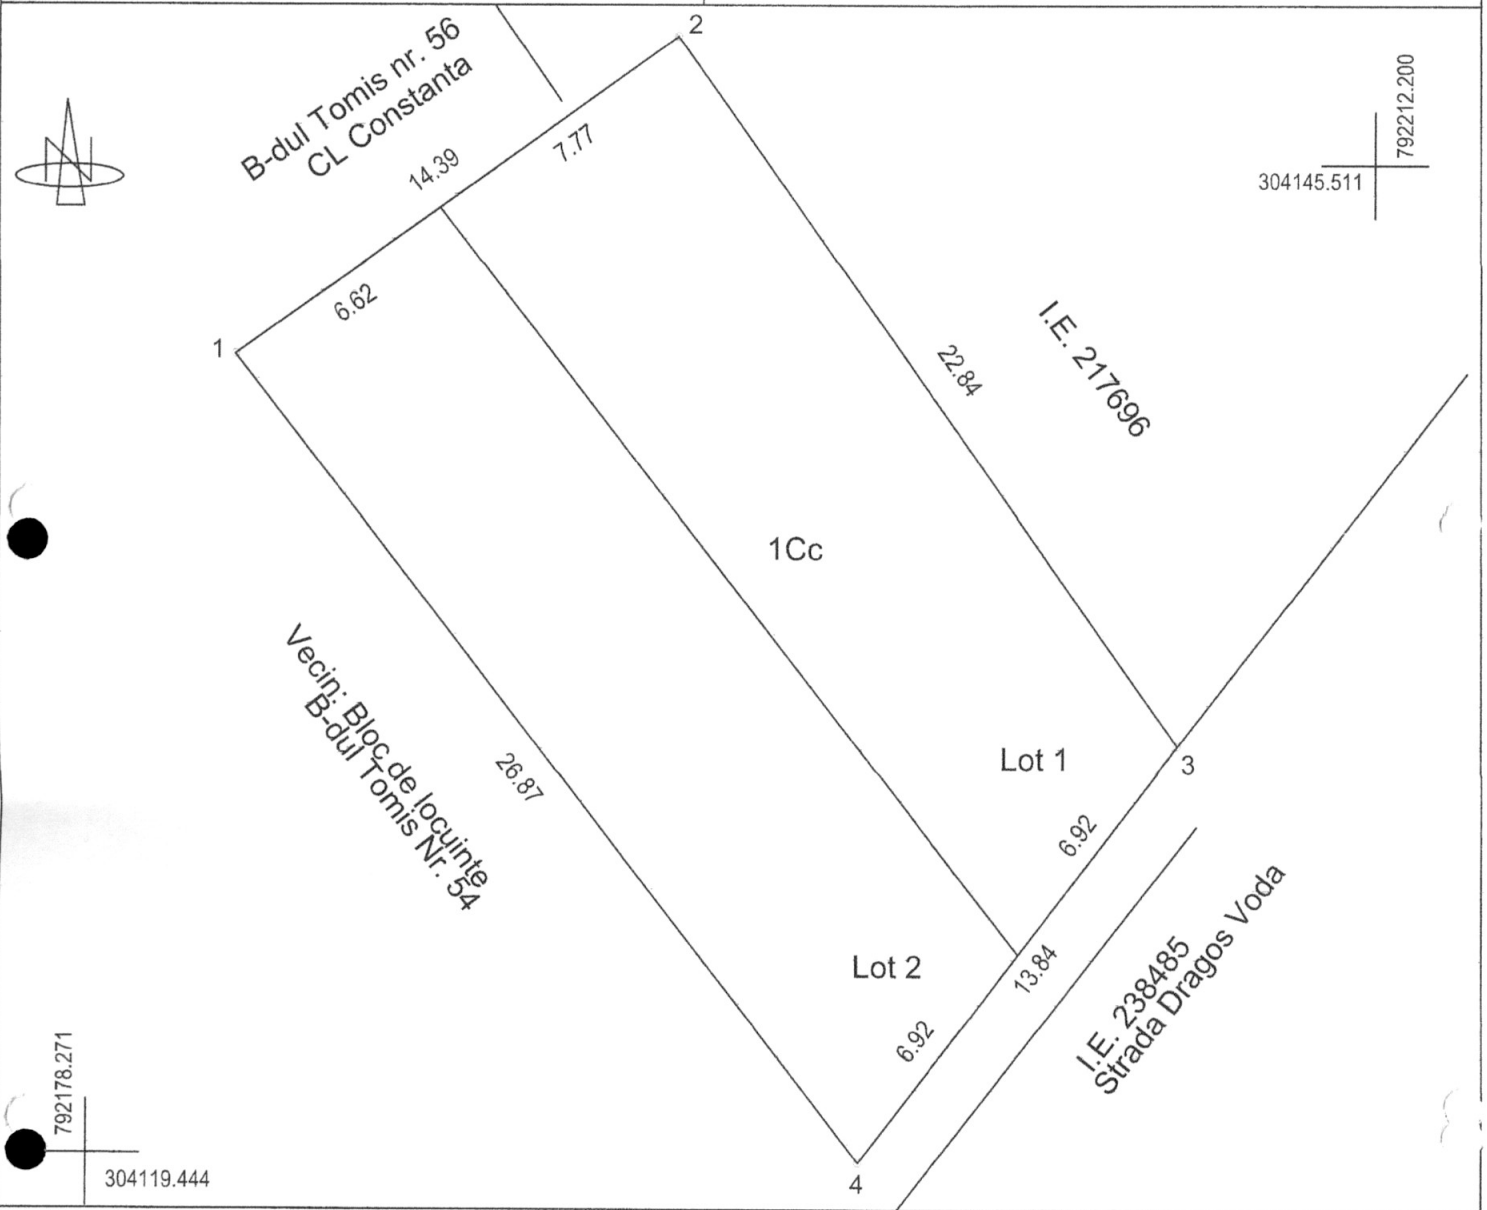 B-dul Tomis nr. 56
CL Constanta
2
792212.200
304145.511
N
14.39
7.77
6.62
1
22.84
I.E. 217696
1Cc
Vecin: Bloc de locuinte
B-dul Tomis Nr. 54
26.87
Lot 1
3
6.92
Lot 2
13.84
6.92
I.E. 238485
Strada Dragos Voda
792178.271
304119.444
4